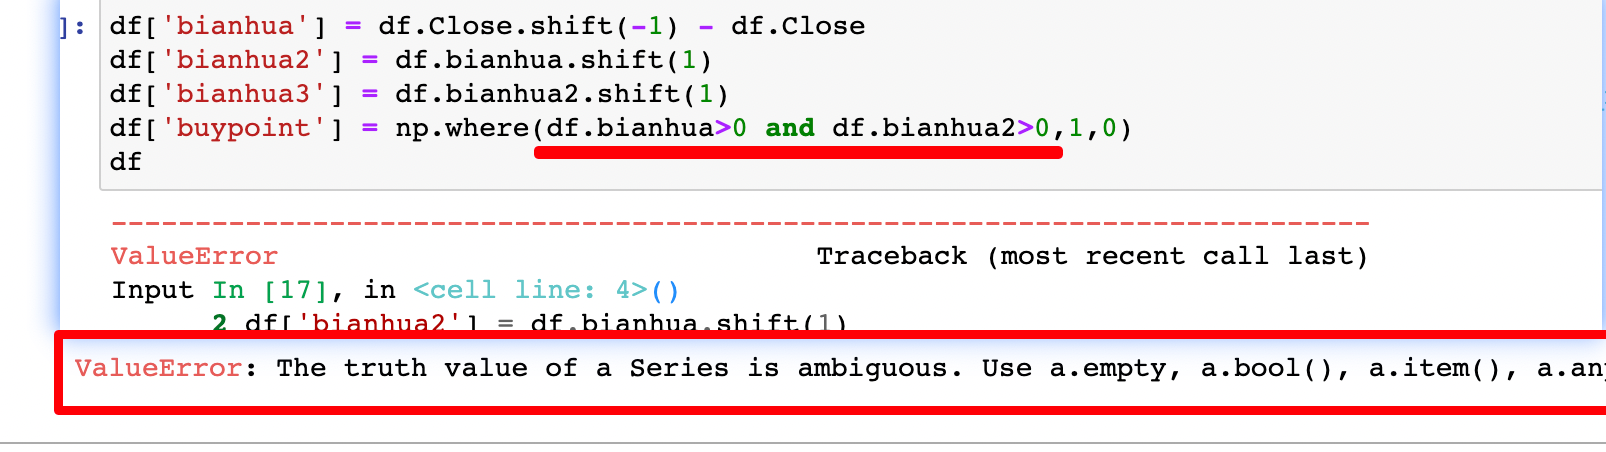 ]: df['bianhua'] = df.Close.shift(-1) - df.Close
df['bianhua2'] = df.bianhua.shift(1)
df['bianhua3'] = df.bianhua2.shift(1)
df['buypoint'] = np.where(df.bianhua>0 and df.bianhua2>0,1,0)
df
---------------------------------------------------------------------------
ValueError Traceback (most recent call last)
Input In [17], in <cell line: 4>()
2 df['bianhua2'] = df.bianhua.shift(1)
ValueError: The truth value of a Series is ambiguous. Use a.empty, a.bool(), a.item(), a.an